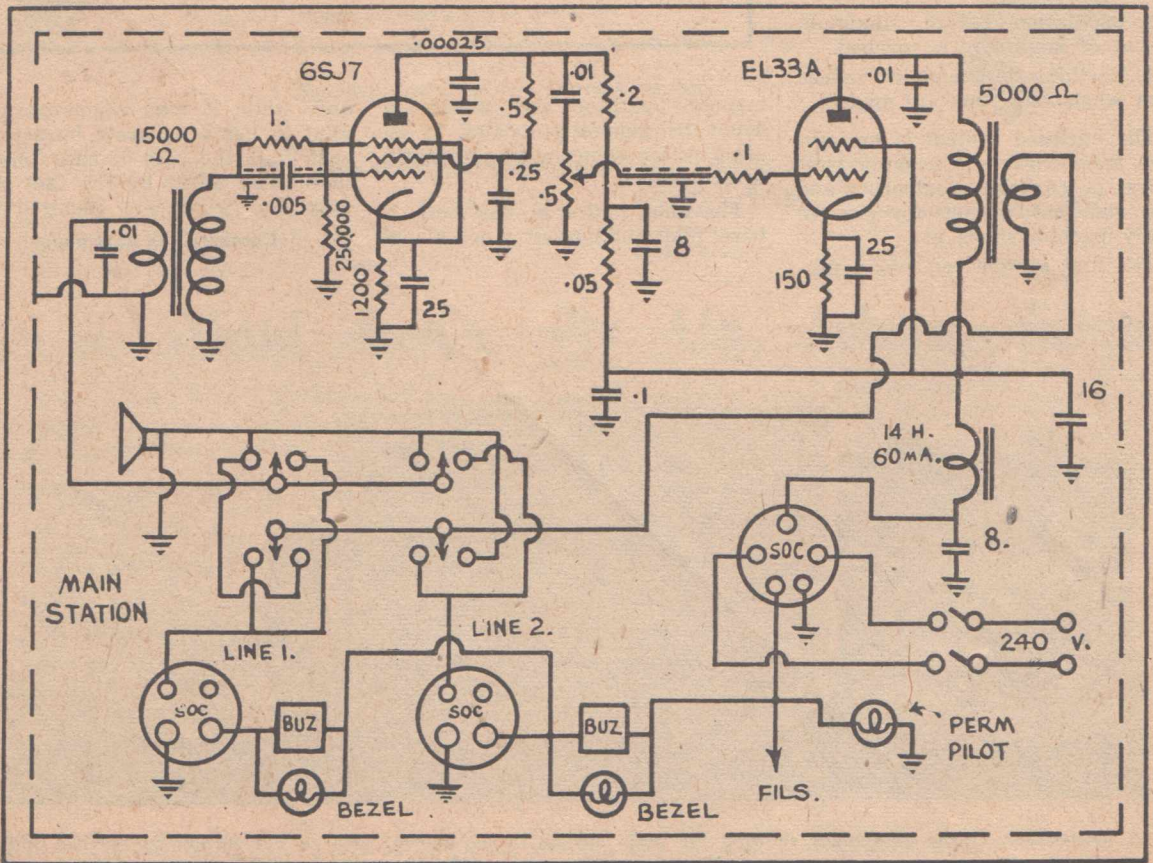 .00025
6SJ7
.01
EL33A
.01
5000 Ω
.5
.2
15000
Ω
1.
.1
.25
.005
.5
250,000
8
25
1200
25
.05
150
.1
16
14 H.
60 MA.
SOC
8.
MAIN
STATION
LINE 2.
LINE 1.
240 V.
SOC
BUZ
SOC
BUZ
PERM
PILOT
BEZEL
BEZEL
FILS.